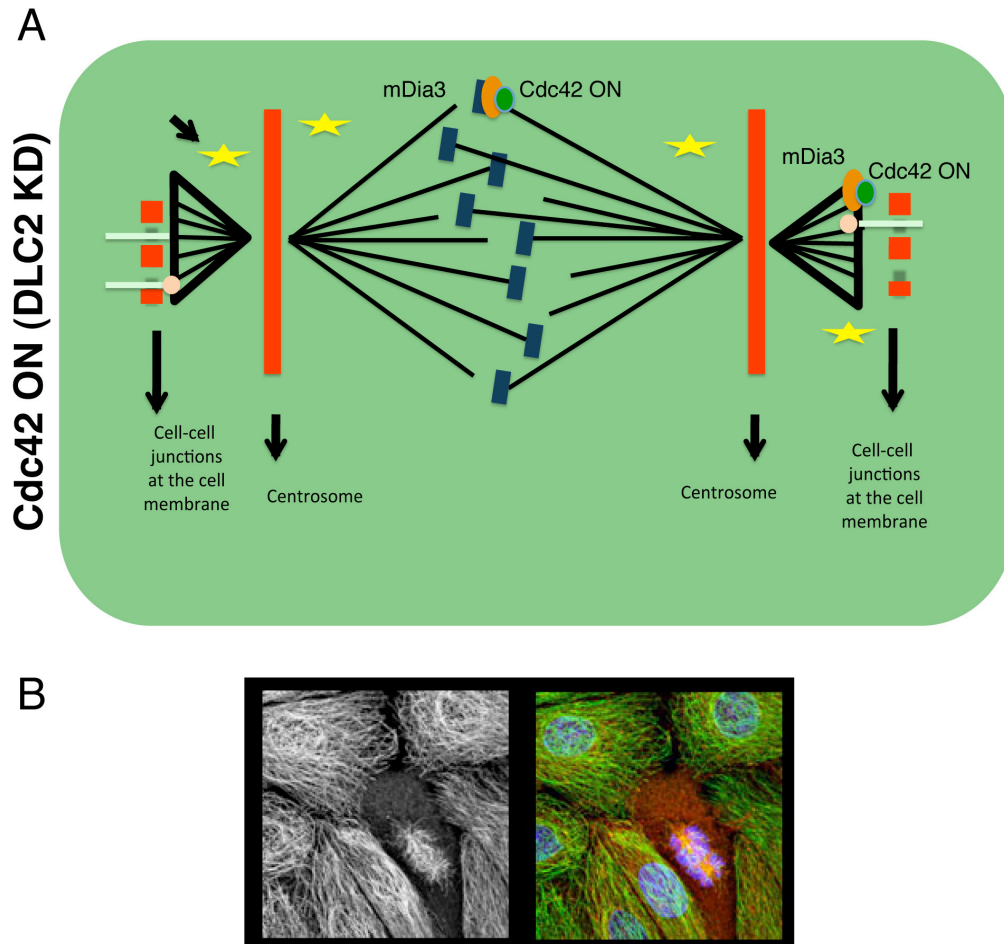 A
Cdc42 ON (DLC2 KD)
mDia3
Cdc42 ON
mDia3
Cdc42 ON
Cell-cell
junctions
at the cell
membrane
Centrosome
Centrosome
Cell-cell
junctions
at the cell
membrane
B